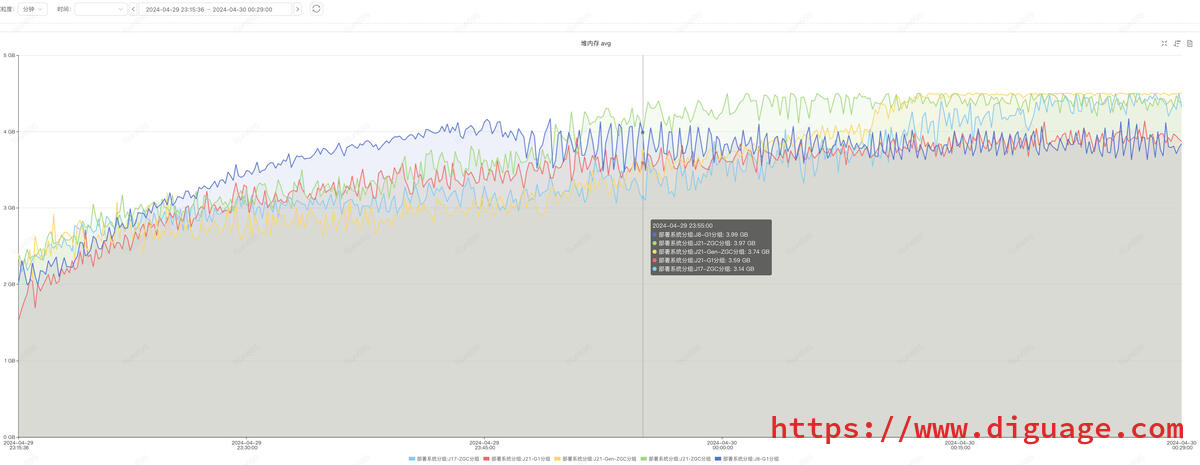 粒度: 分钟 时间: 2024-04-29 23:15:36 ~ 2024-04-30 00:29:00
堆内存 avg
5 GB
4 GB
3 GB
2 GB
1 GB
0 GB
2024-04-29 23:55:00
部署系统分组:J8-G1分组: 3.99 GB
部署系统分组:J21-ZGC分组: 3.97 GB
部署系统分组:J21-Gen-ZGC分组: 3.74 GB
部署系统分组:J21-G1分组: 3.59 GB
部署系统分组:J17-ZGC分组: 3.14 GB
https://www.diguage.com
2024-04-29 2024-04-29 2024-04-29 2024-04-30 2024-04-30 2024-04-30
23:15:36 23:30:00 23:45:00 00:00:00 00:15:00 00:29:00
部署系统分组:J17-ZGC分组 部署系统分组:J21-G1分组 部署系统分组:J21-Gen-ZGC分组 部署系统分组:J21-ZGC分组 部署系统分组:J8-G1分组